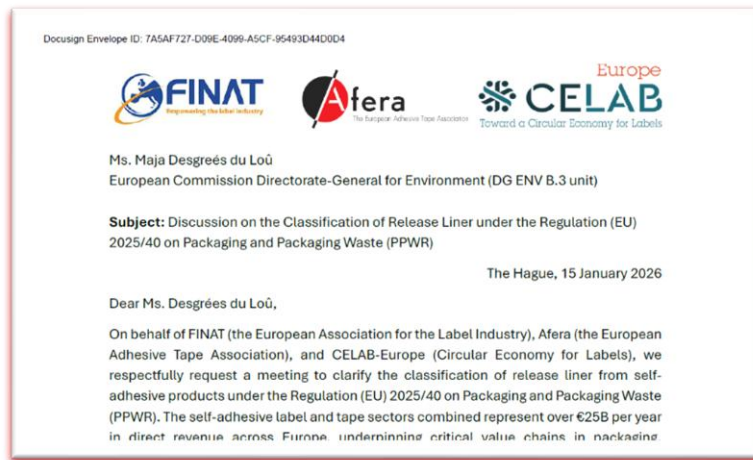 Docusign Envelope ID: 7A5AF727-D09E-4099-A5CF-95493D44D0D4
FINAT
Empowering the label industry
Afera
The European Adhesive Tape Association
Europe
CELAB
Toward a Circular Economy for Labels
Ms. Maja Desgreés du Loû
European Commission Directorate-General for Environment (DG ENV B.3 unit)
Subject: Discussion on the Classification of Release Liner under the Regulation (EU)
2025/40 on Packaging and Packaging Waste (PPWR)
The Hague, 15 January 2026
Dear Ms. Desgrées du Loû,
On behalf of FINAT (the European Association for the Label Industry), Afera (the European
Adhesive Tape Association), and CELAB-Europe (Circular Economy for Labels), we
respectfully request a meeting to clarify the classification of release liner from self-
adhesive products under the Regulation (EU) 2025/40 on Packaging and Packaging Waste
(PPWR). The self-adhesive label and tape sectors combined represent over €25B per year
in direct revenue across Europe, underpinning critical value chains in packaging,